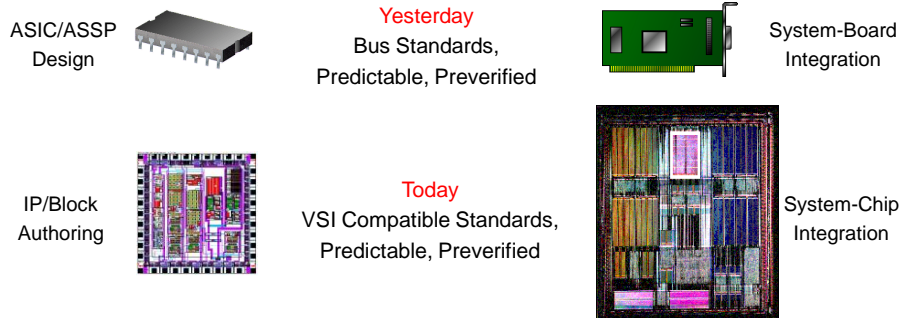 ASIC/ASSP
Design
Yesterday
Bus Standards,
Predictable, Preverified
System-Board
Integration
IP/Block
Authoring
Today
VSI Compatible Standards,
Predictable, Preverified
System-Chip
Integration